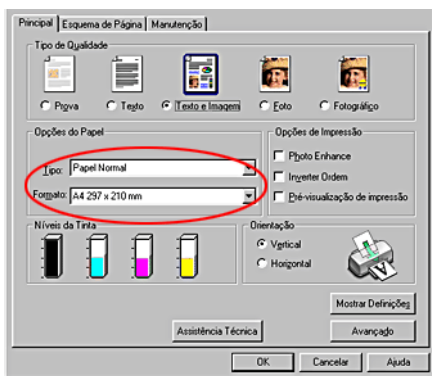 Principal Esquema de Página Manutenção
Tipo de Qualidade
Prova Texto Texto e Imagem Foto Fotográfico
Opções do Papel
Tipo: Papel Normal
Formato: A4 297 x 210 mm
Opções de Impressão
Photo Enhance
Inverter Ordem
Pré-visualização de impressão
Níveis da Tinta
Orientação
Vertical
Horizontal
Mostrar Definições
Assistência Técnica Avançado
OK Cancelar Ajuda